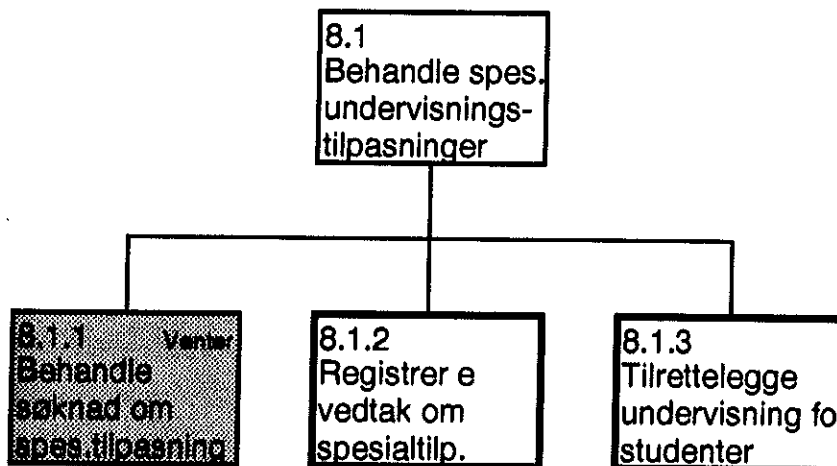 8.1
Behandle spes.
undervisnings-
tilpasninger
8.1.1 Venter
Behandle
søknad om
spes.tilpasning
8.1.2
Registrer e
vedtak om
spesialtilp.
8.1.3
Tilrettelegge
undervisning fo
studenter